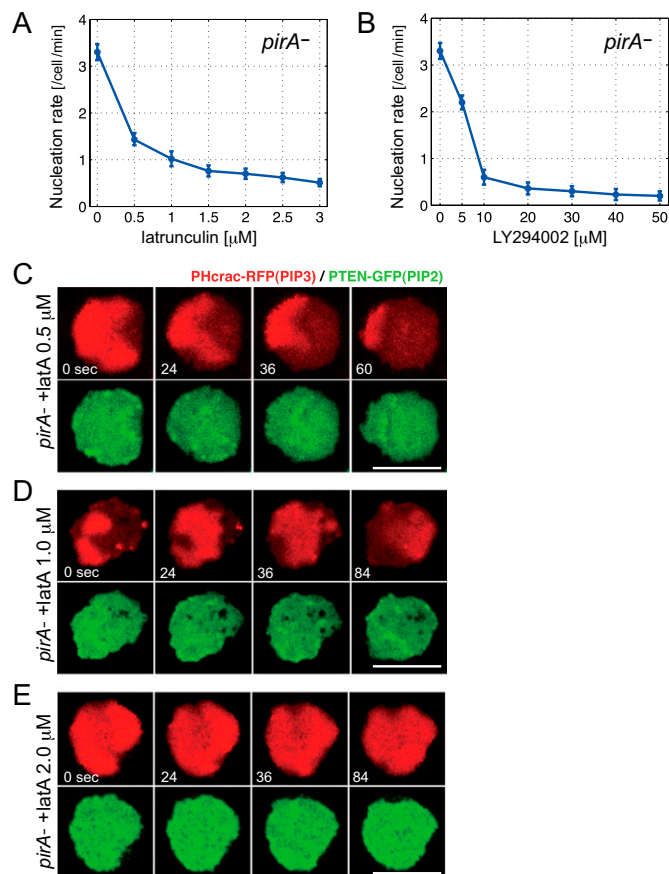 A
pirA–
Nucleation rate [/cell /min]
4
3
2
1
0
0 0.5 1 1.5 2 2.5 3
latrunculin [µM]
B
pirA–
Nucleation rate [/cell /min]
4
3
2
1
0
0 5 10 20 30 40 50
LY294002 [µM]
C
PHcrac-RFP(PIP3) / PTEN-GFP(PIP2)
pirA- +latA 0.5 µM
0 sec 24 36 60
D
pirA- +latA 1.0 µM
0 sec 24 36 84
E
pirA- +latA 2.0 µM
0 sec 24 36 84